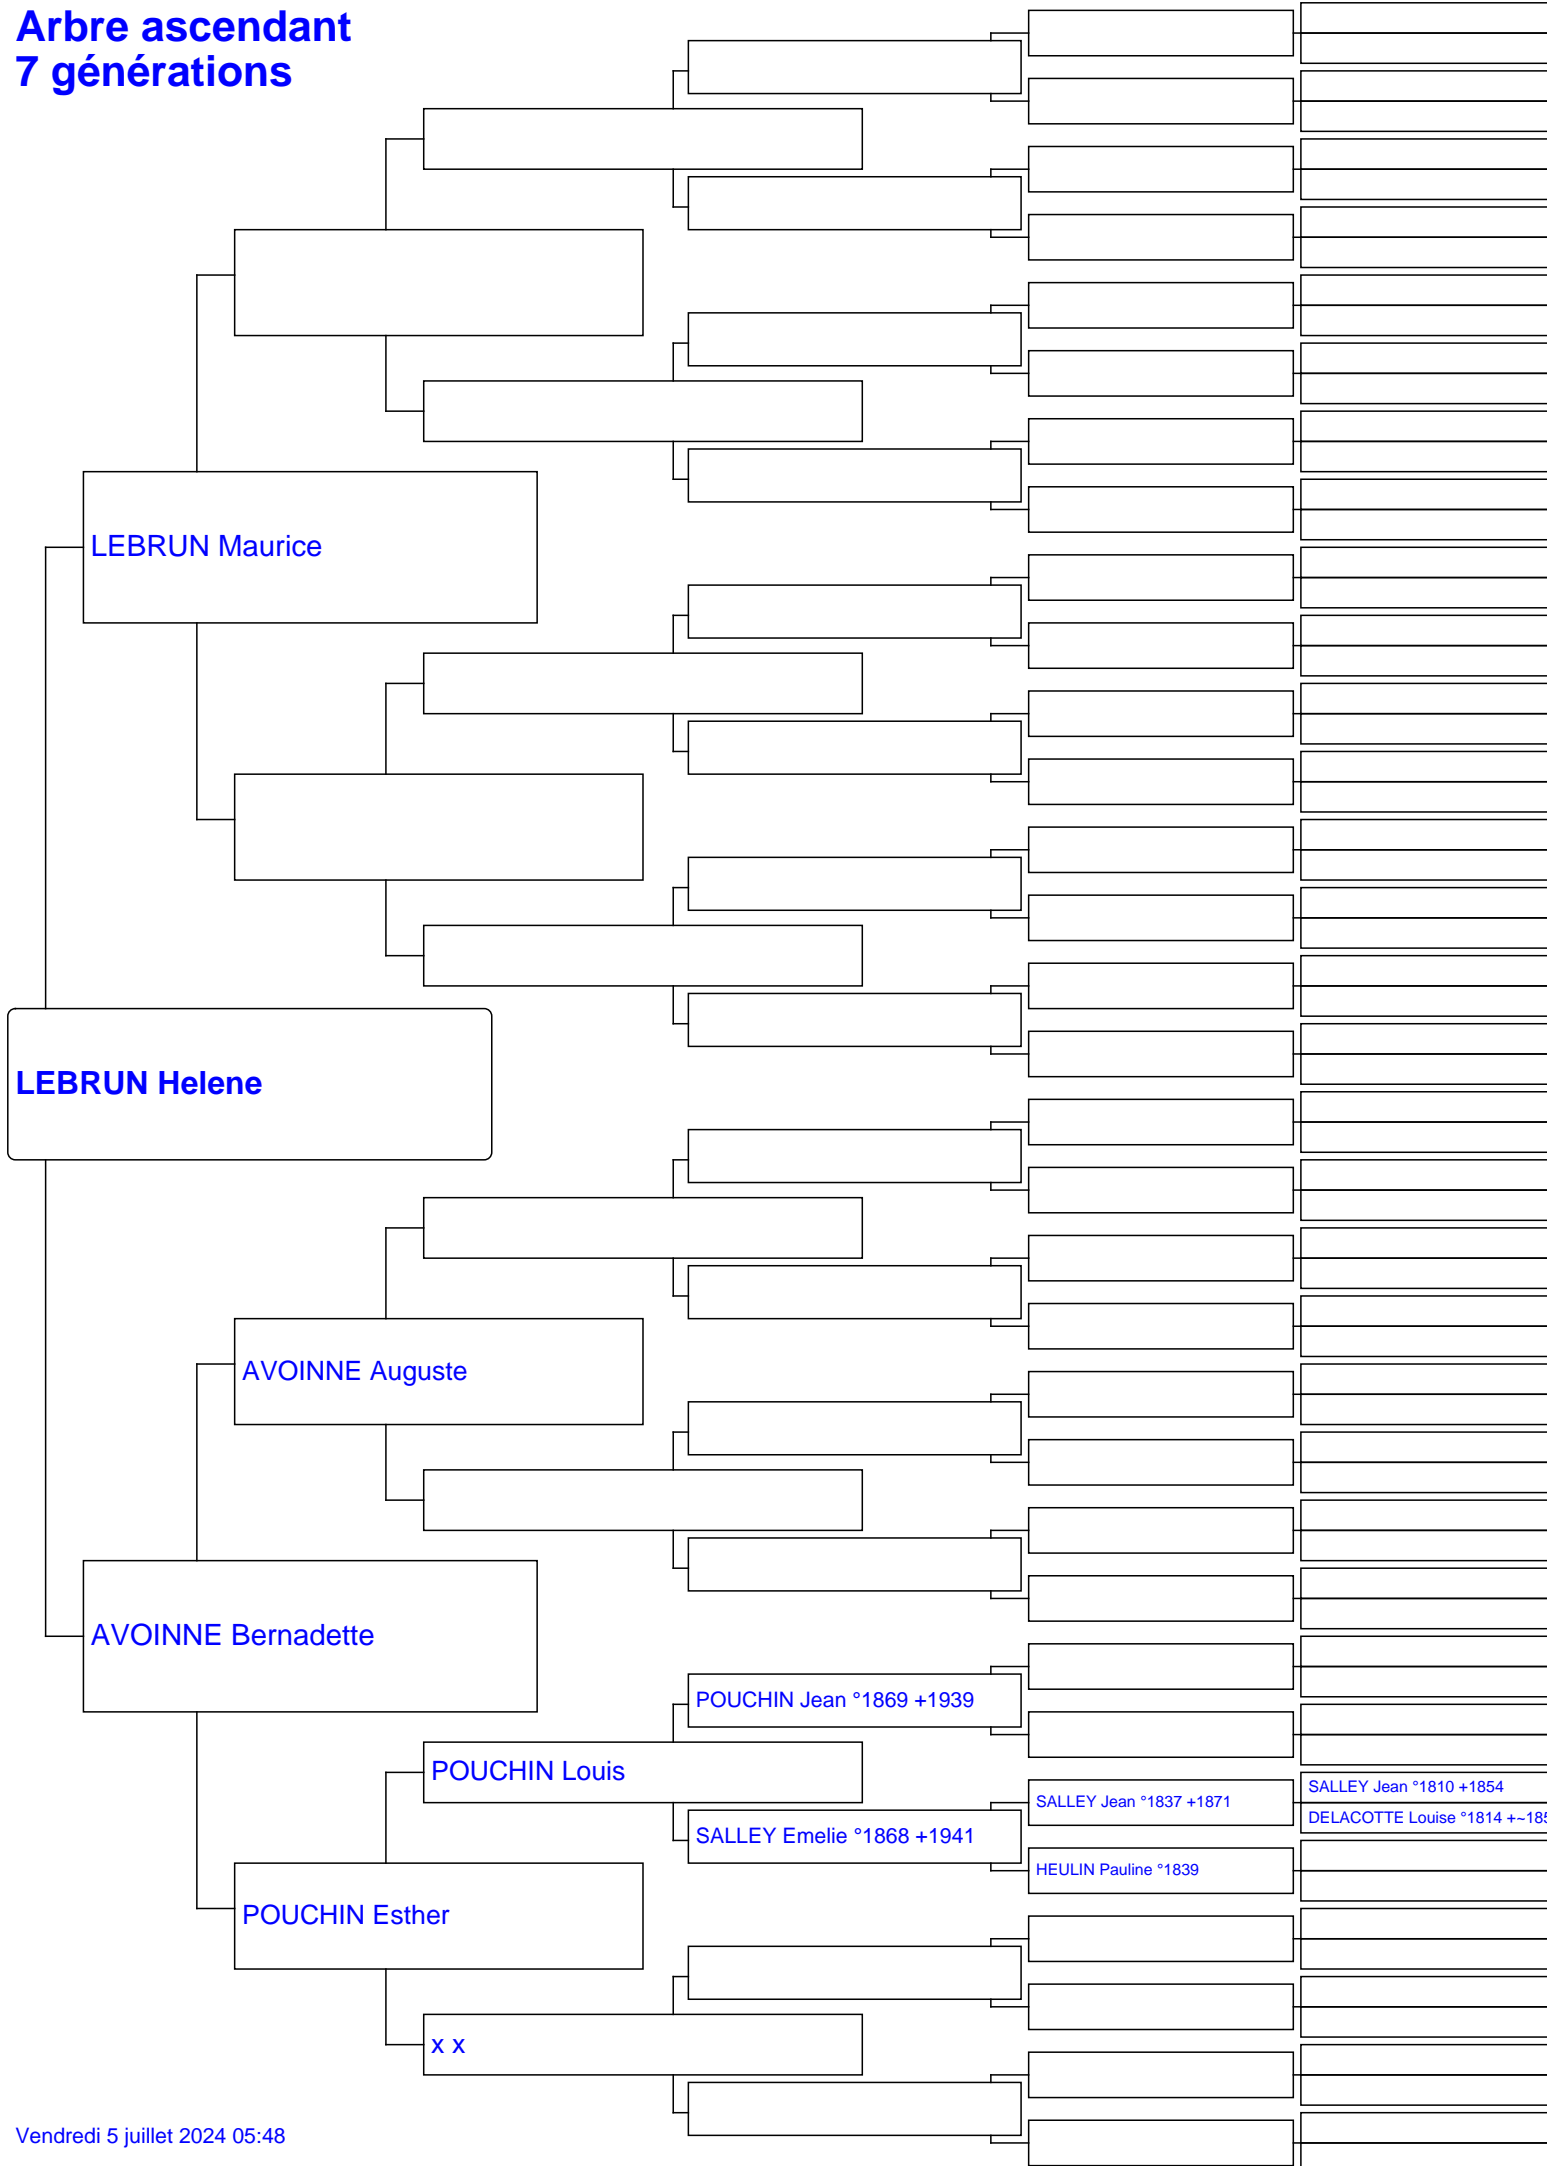 Arbre ascendant
7 générations
LEBRUN Maurice
LEBRUN Helene
AVOINNE Auguste
AVOINNE Bernadette
POUCHIN Jean °1869 +1939
POUCHIN Louis
SALLEY Jean °1810 +1854
SALLEY Jean °1837 +1871
DELACOTTE Louise °1814 +~185
SALLEY Emelie °1868 +1941
HEULIN Pauline °1839
POUCHIN Esther
x x
Vendredi 5 juillet 2024 05:48